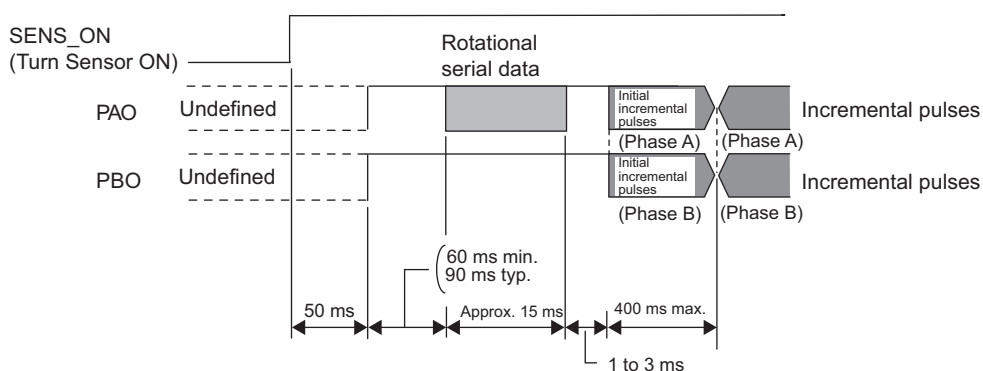 SENS_ON
(Turn Sensor ON)
Rotational
serial data
PAO
Undefined
Initial
incremental
pulses
(Phase A)
(Phase A)
Incremental pulses
PBO
Undefined
Initial
incremental
pulses
(Phase B)
(Phase B)
Incremental pulses
60 ms min.
90 ms typ.
50 ms
Approx. 15 ms
400 ms max.
1 to 3 ms